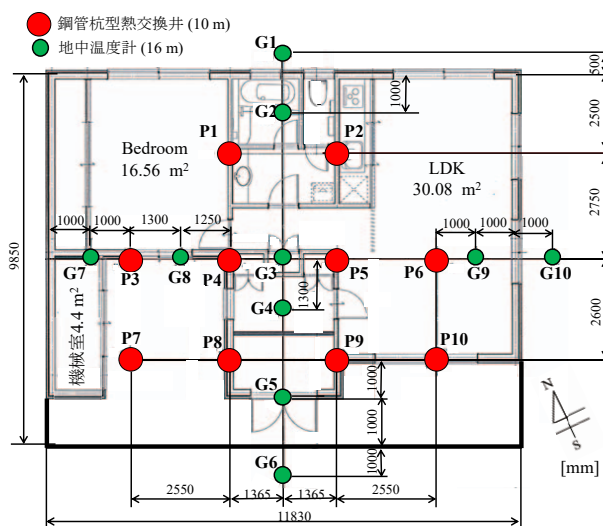 鋼管杭型熱交換井 (10 m)
地中温度計 (16 m)
G1
500
1000
2500
G2
P1
P2
Bedroom
16.56 m²
LDK
30.08 m²
2750
1000
1000
1300
1250
1000
1000
1000
G7
P3
G8
P4
G3
P5
P6
G9
G10
9850
1300
G4
2600
機械室4.4 m²
P7
P8
P9
P10
1000
G5
1000
N
S
G6
1000
[mm]
2550
1365
1365
2550
11830